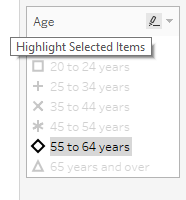 Age
Highlight Selected Items
20 to 24 years
25 to 34 years
35 to 44 years
45 to 54 years
55 to 64 years
65 years and over